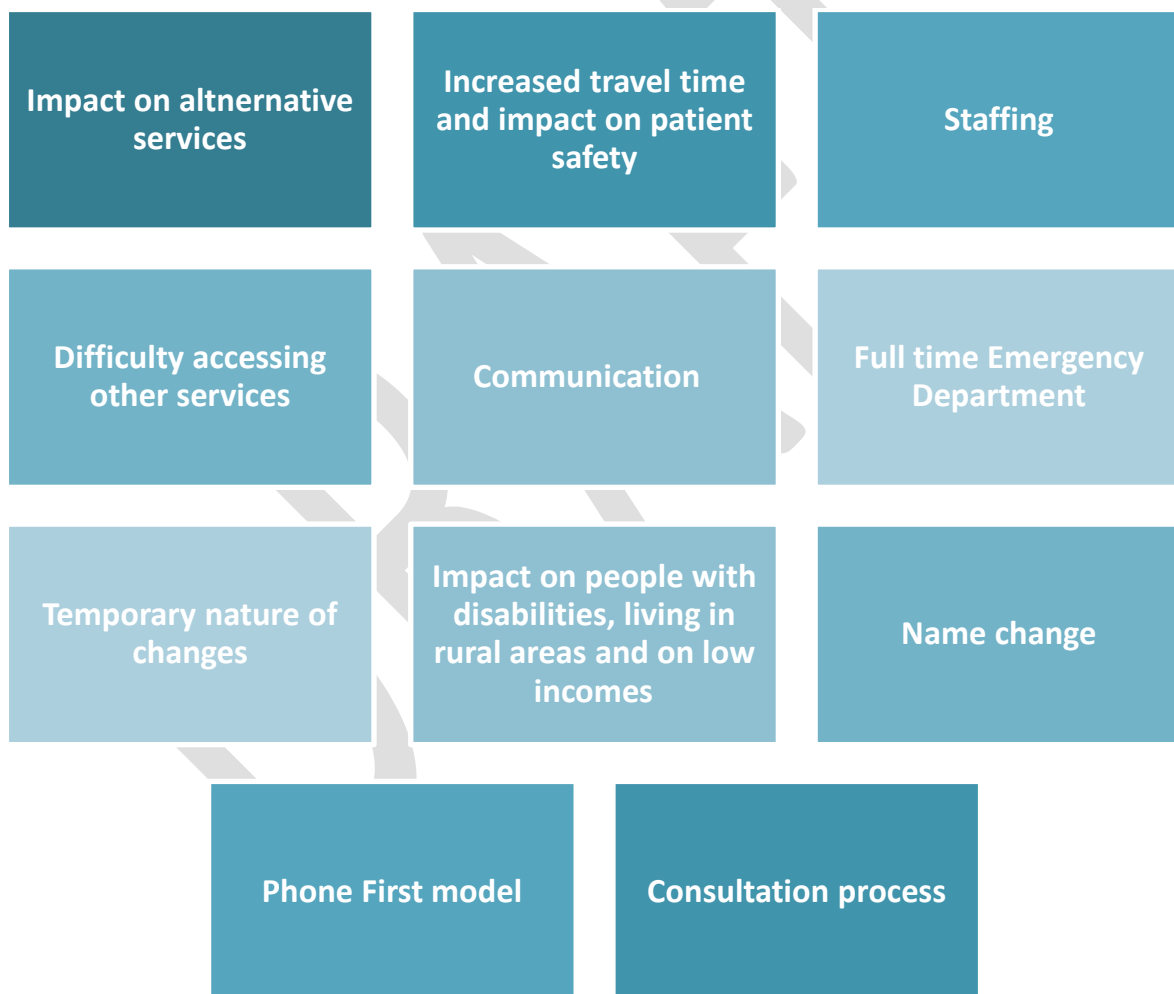 Impact on altnernative
services
Increased travel time
and impact on patient
safety
Staffing
Difficulty accessing
other services
Communication
Full time Emergency
Department
Temporary nature of
changes
Impact on people with
disabilities, living in
rural areas and on low
incomes
Name change
Phone First model
Consultation process